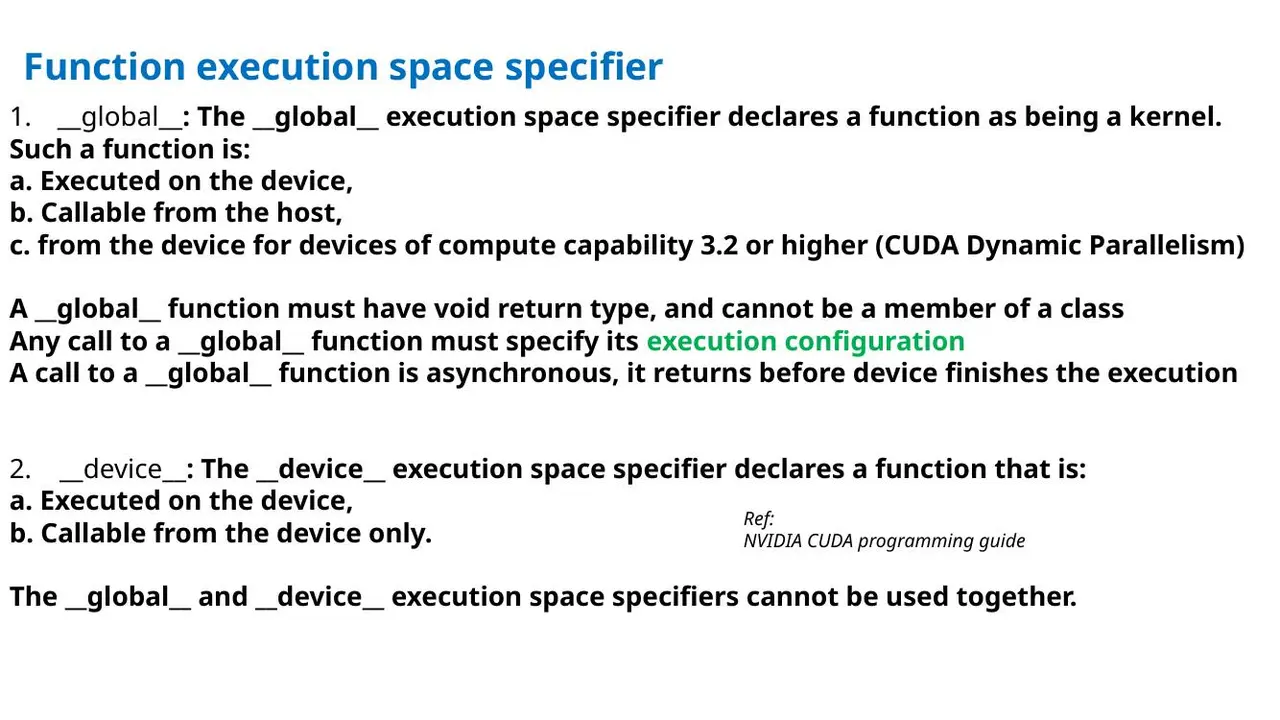 Function execution space specifier
1. __global__: The __global__ execution space specifier declares a function as being a kernel.
Such a function is:
a. Executed on the device,
b. Callable from the host,
c. from the device for devices of compute capability 3.2 or higher (CUDA Dynamic Parallelism)
A __global__ function must have void return type, and cannot be a member of a class
Any call to a __global__ function must specify its execution configuration
A call to a __global__ function is asynchronous, it returns before device finishes the execution
2. __device__: The __device__ execution space specifier declares a function that is:
a. Executed on the device,
b. Callable from the device only.
Ref:
NVIDIA CUDA programming guide
The __global__ and __device__ execution space specifiers cannot be used together.